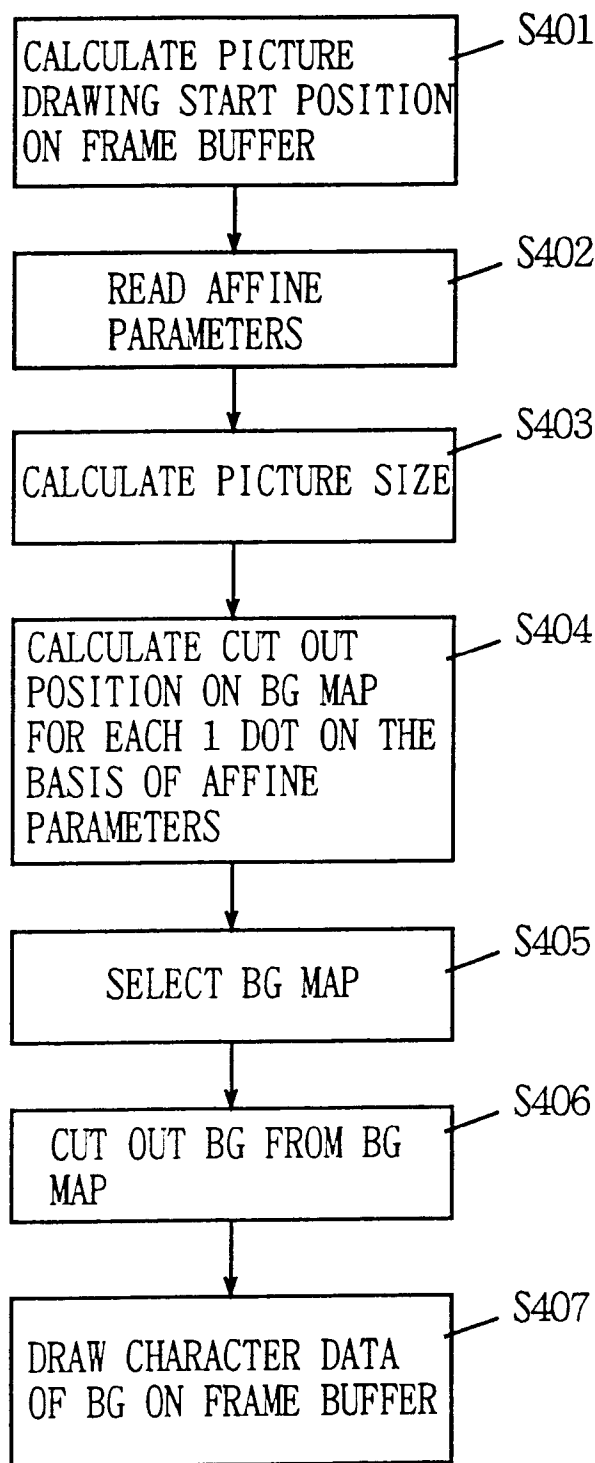 S401
CALCULATE PICTURE
DRAWING START POSITION
ON FRAME BUFFER
S402
READ AFFINE
PARAMETERS
S403
CALCULATE PICTURE SIZE
S404
CALCULATE CUT OUT
POSITION ON BG MAP
FOR EACH 1 DOT ON THE
BASIS OF AFFINE
PARAMETERS
S405
SELECT BG MAP
S406
CUT OUT BG FROM BG
MAP
S407
DRAW CHARACTER DATA
OF BG ON FRAME BUFFER